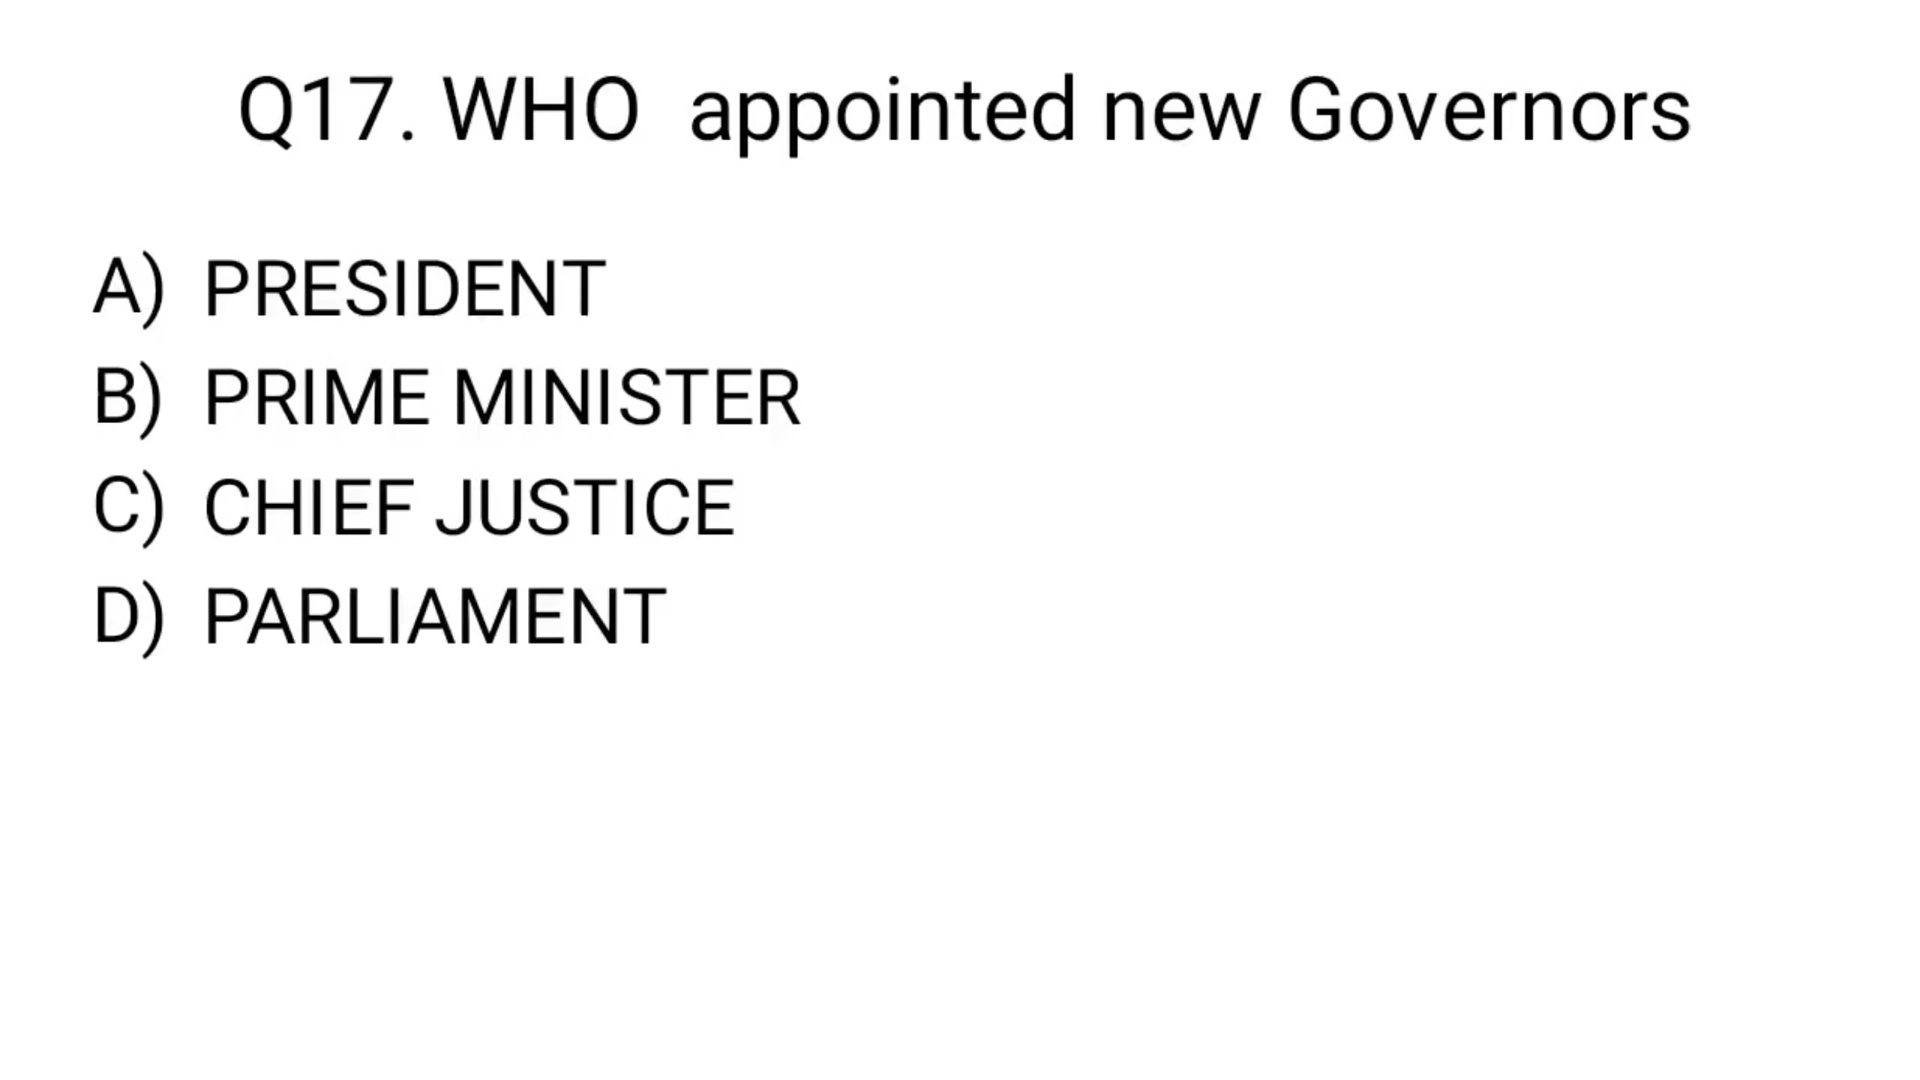 Q17. WHO  appointed new Governors
A) PRESIDENT
B) PRIME MINISTER
C) CHIEF JUSTICE
D) PARLIAMENT